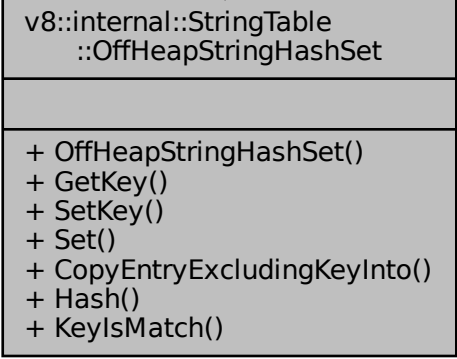 v8::internal::StringTable
::OffHeapStringHashSet
+ OffHeapStringHashSet()
+ GetKey()
+ SetKey()
+ Set()
+ CopyEntryExcludingKeyInto()
+ Hash()
+ KeyIsMatch()